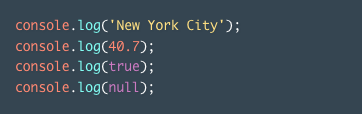 console.log('New York City');
console.log(40.7);
console.log(true);
console.log(null);